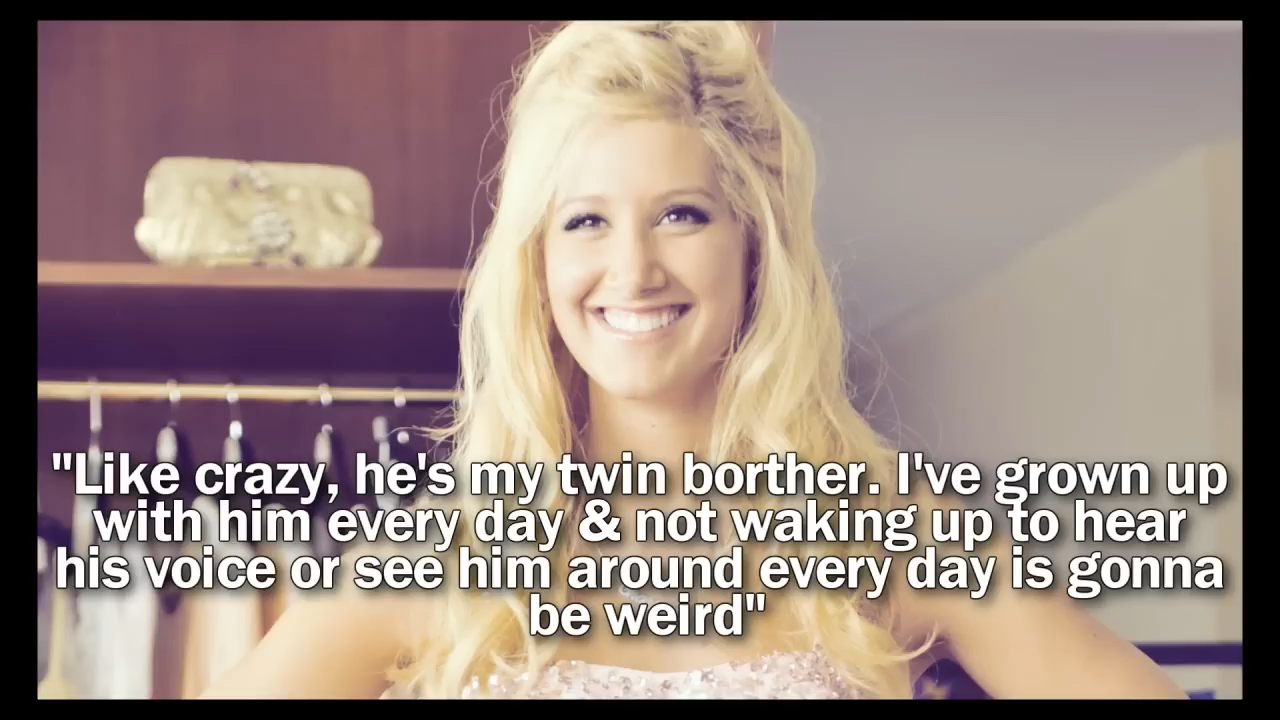 "Like crazy, he's my twin borther. I've grown up
with him every day & not waking up to hear
his voice or see him around every day is gonna
be weird"